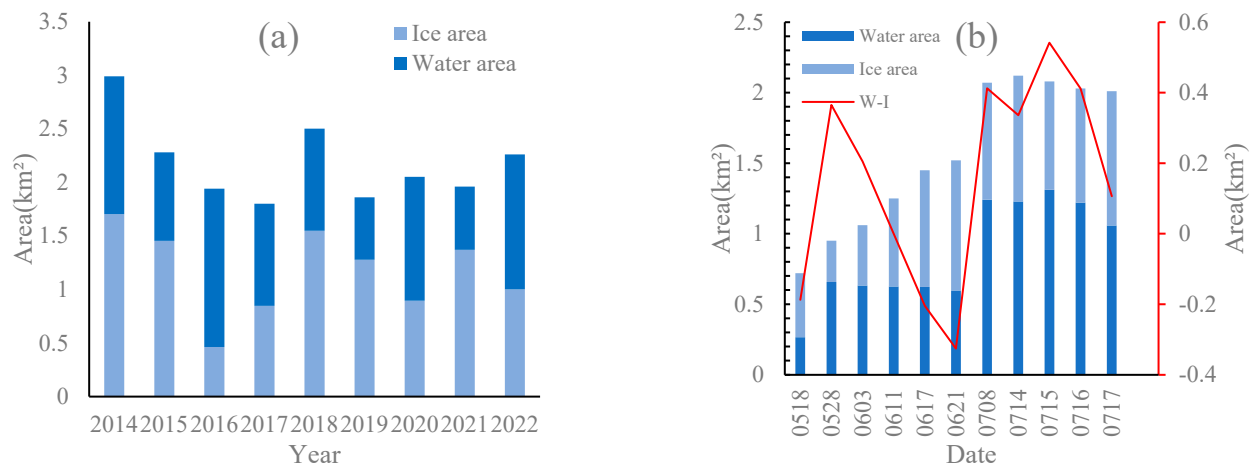 (a)
Ice area
Water area
3.5
3
2.5
2
1.5
1
0.5
0
Area(km²)
2014 2015 2016 2017 2018 2019 2020 2021 2022
Year
(b)
Water area
Ice area
W-I
2.5
2
1.5
1
0.5
0
Area(km²)
0.6
0.4
0.2
0
-0.2
-0.4
Area(km²)
0518 0528 0603 0611 0617 0621 0708 0714 0715 0716 0717
Date